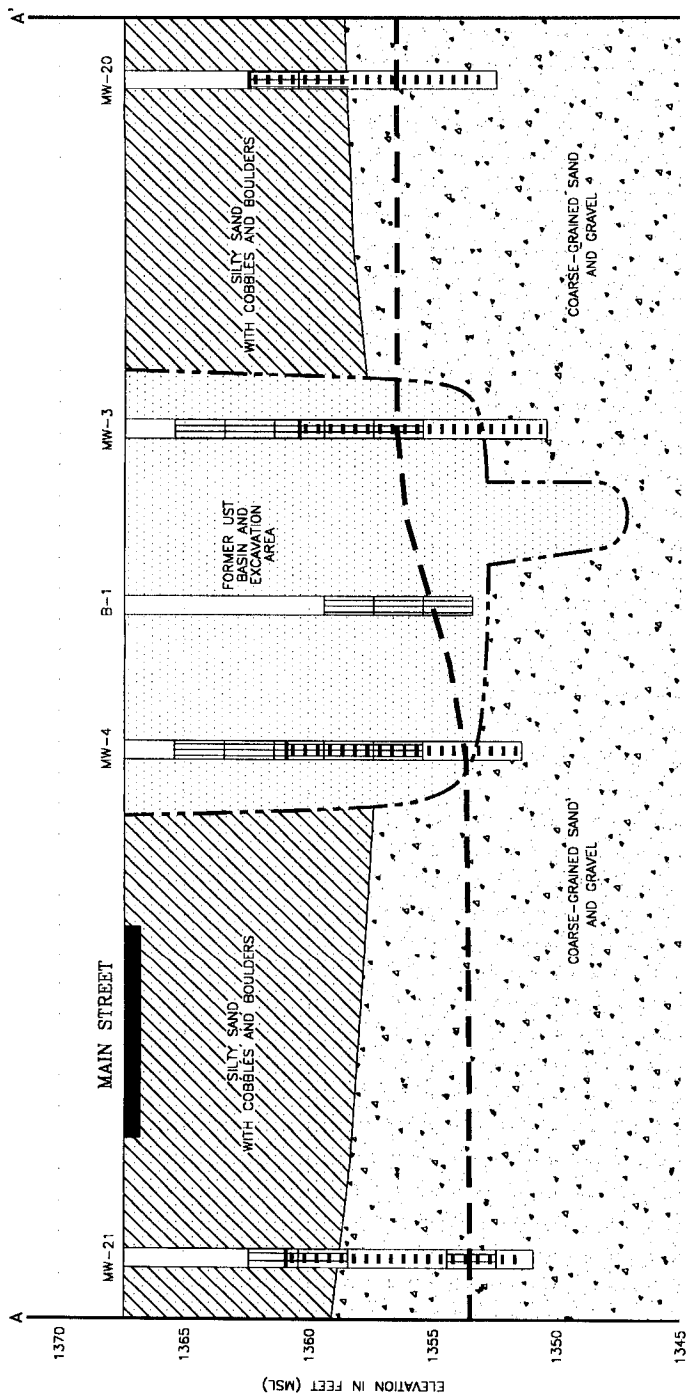 A
A'
MW-21
MAIN STREET
MW-4
B-1
MW-3
MW-20
SILTY SAND
WITH COBBLES AND BOULDERS
FORMER UST
BASIN AND
EXCAVATION
AREA
SILTY SAND
WITH COBBLES AND BOULDERS
COARSE-GRAINED SAND
AND GRAVEL
COARSE-GRAINED SAND
AND GRAVEL
ELEVATION IN FEET (MSL)
1370
1365
1360
1355
1350
1345